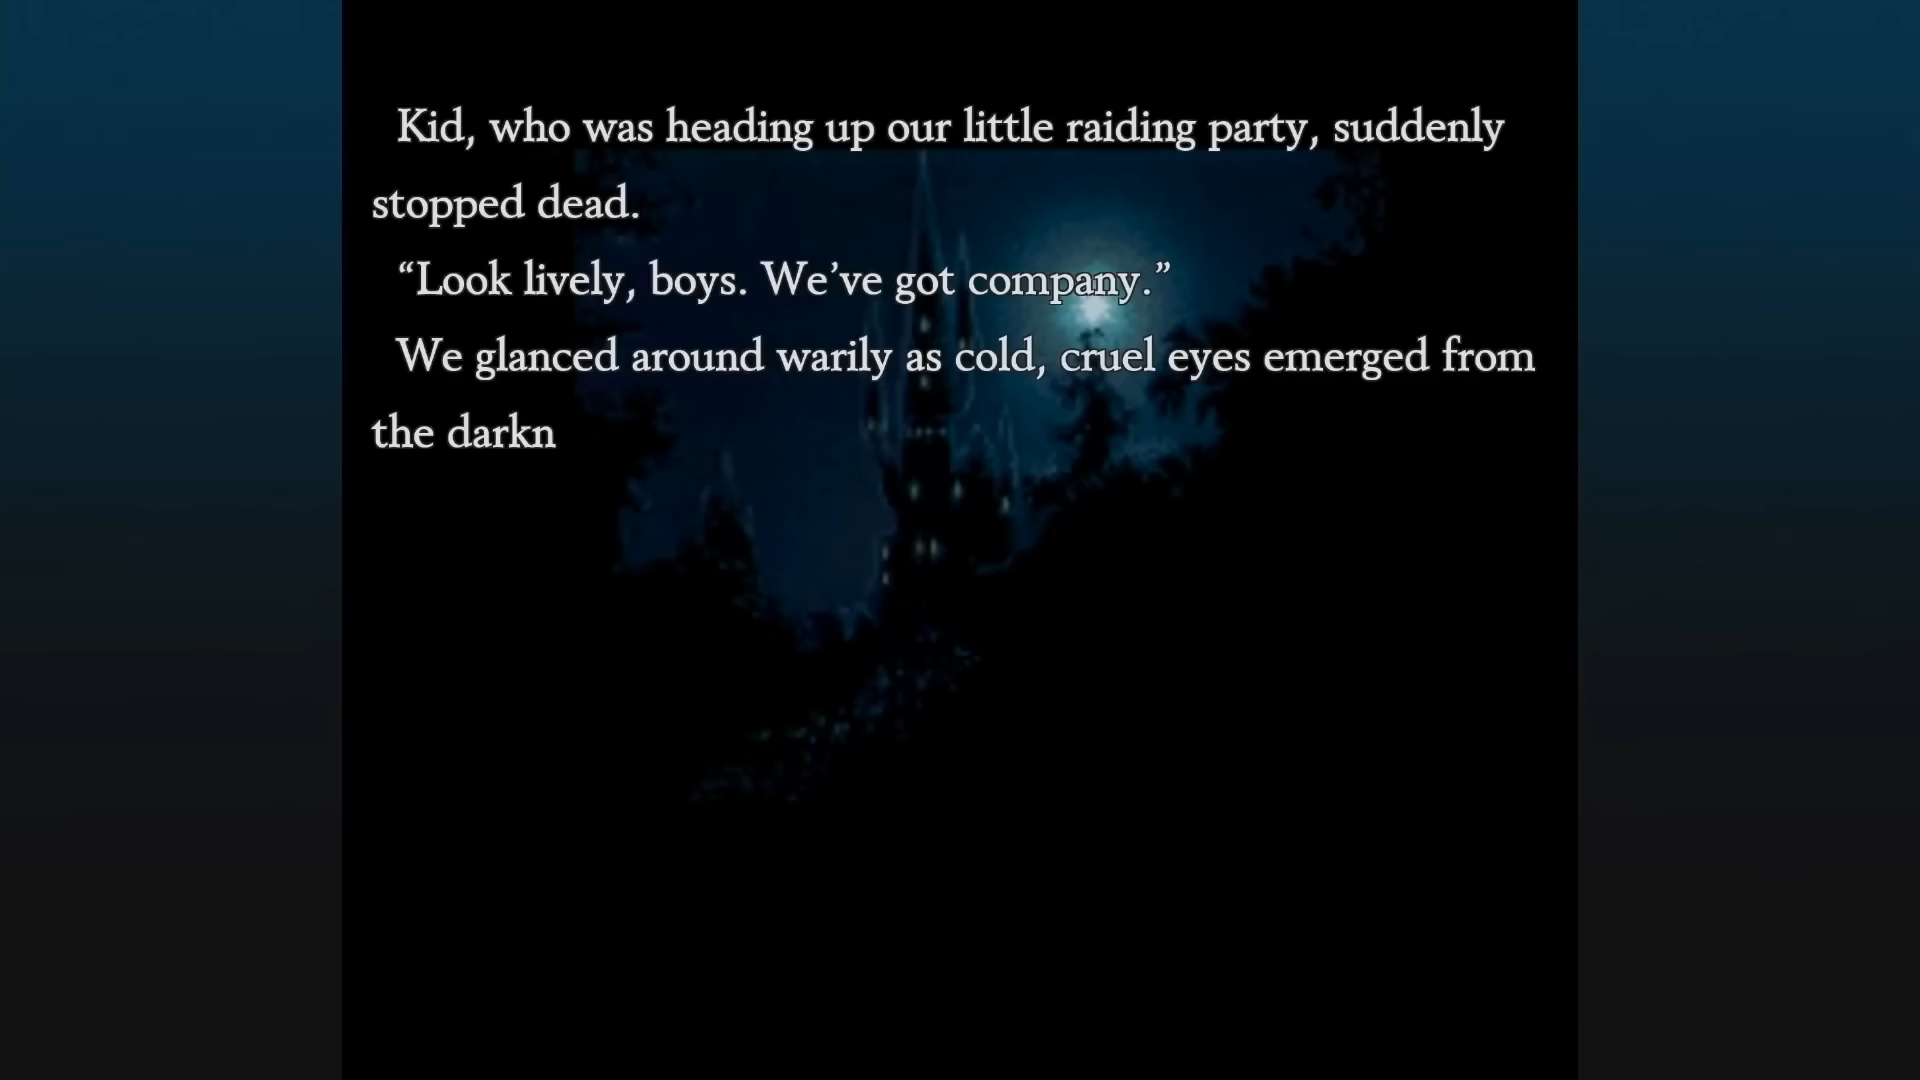 Kid, who was heading up our little raiding party, suddenly
stopped dead.
“Look lively, boys. We’ve got company.”
We glanced around warily as cold, cruel eyes emerged from
the darkn